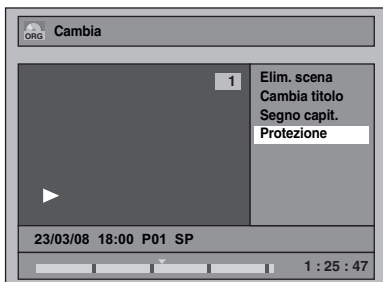 ORG Cambia
1
Elim. scena
Cambia titolo
Segno capit.
Protezione
23/03/08 18:00 P01 SP
1 : 25 : 47